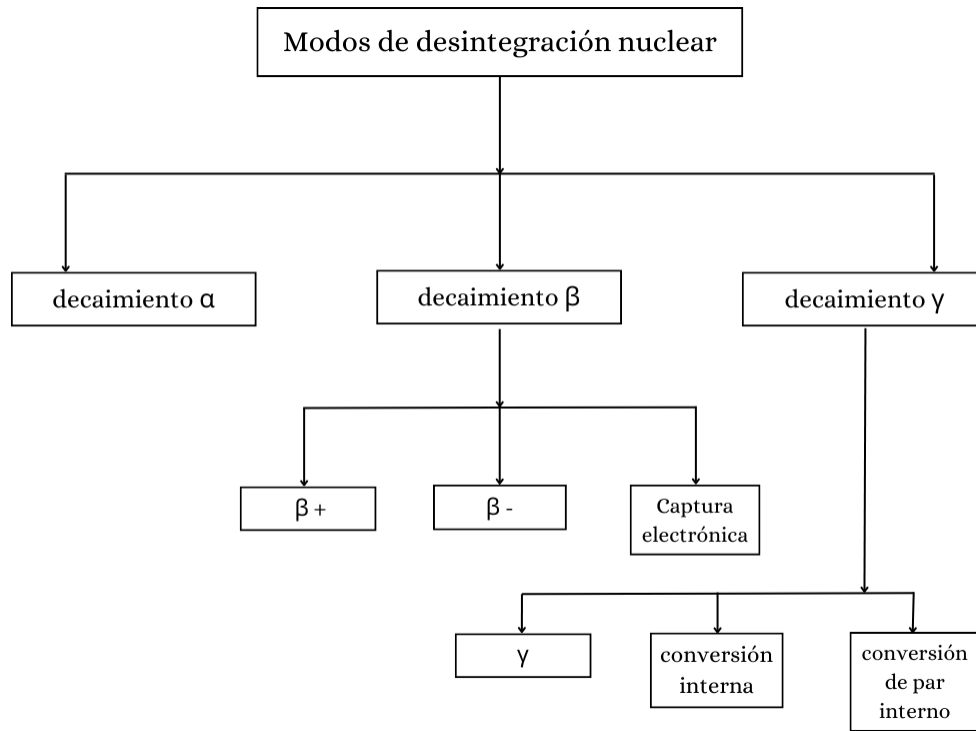 Modos de desintegración nuclear
decaimiento α
decaimiento β
decaimiento γ
β +
β -
Captura
electrónica
γ
conversión
interna
conversión
de par
interno